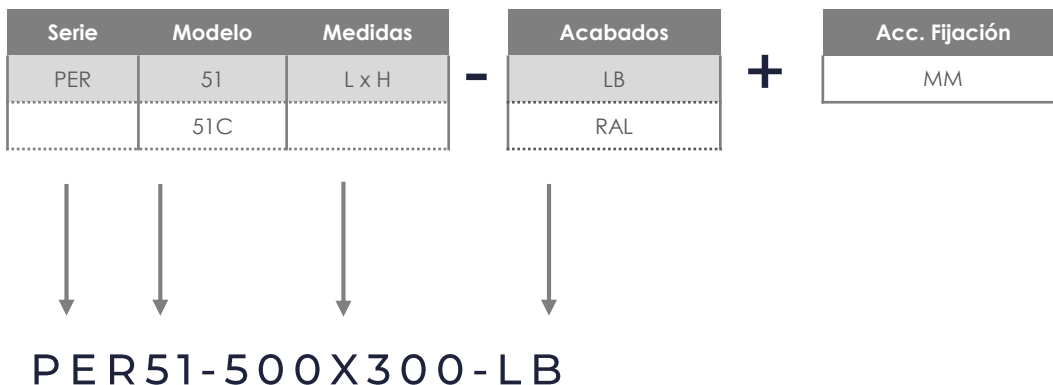 Serie Modelo Medidas Acabados Acc. Fijación
PER 51 L x H - LB + MM
51C RAL
PER51-500X300-LB